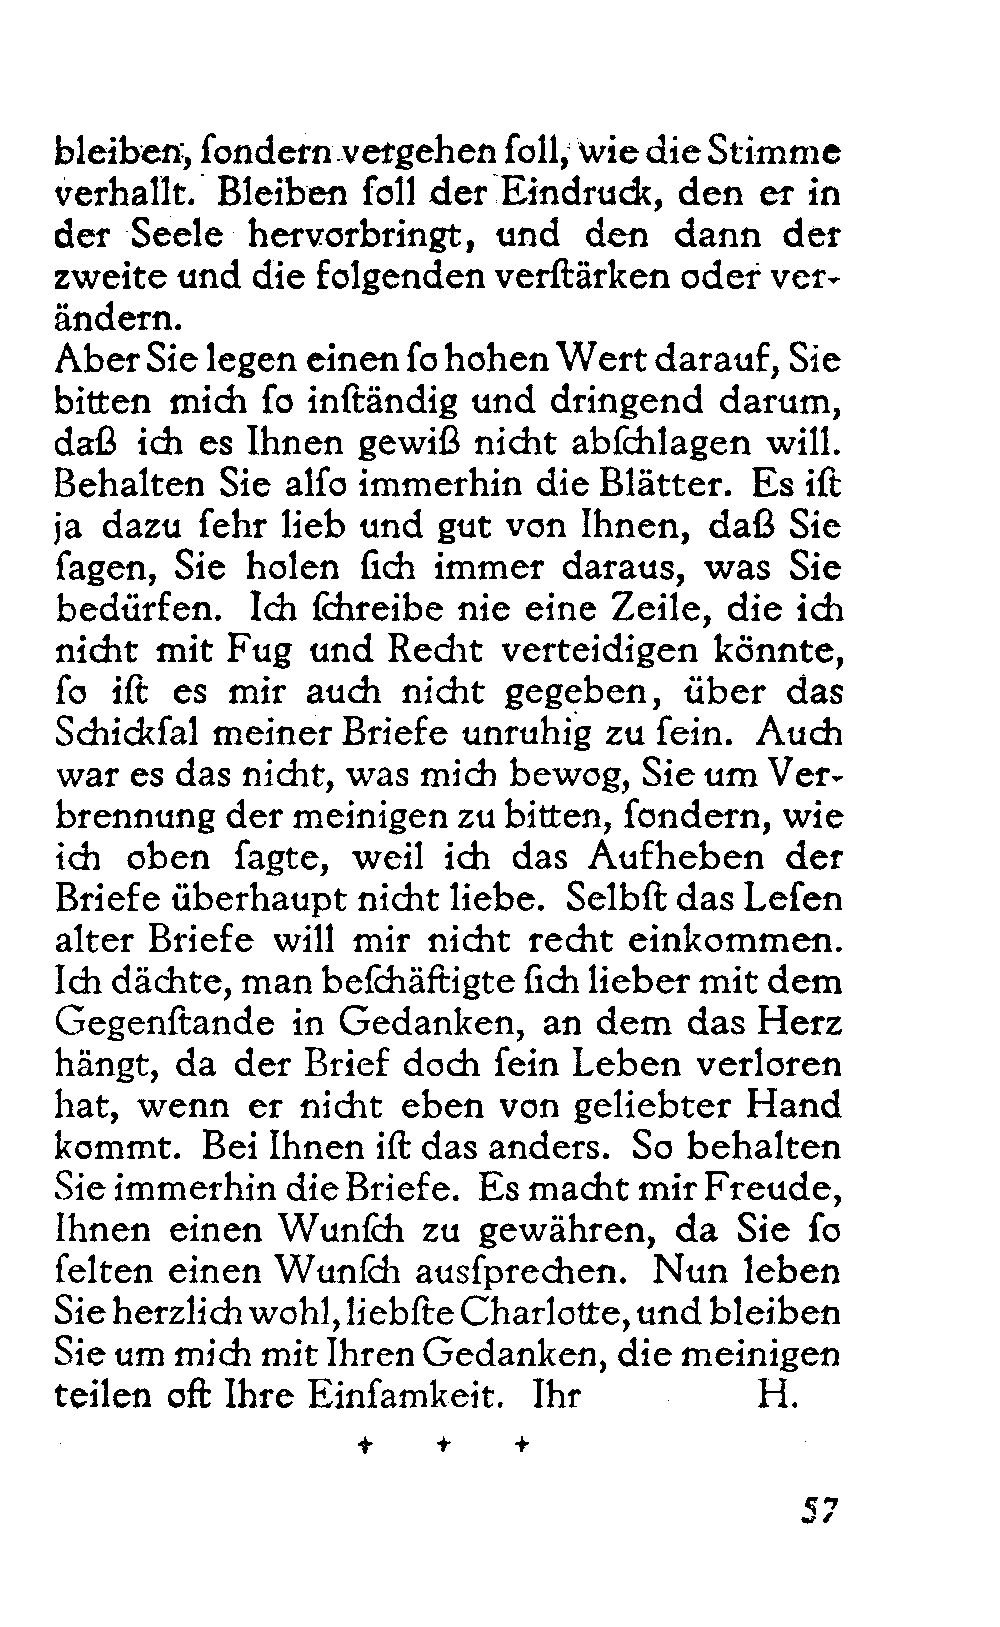 bleiben, ſondern vergehen ſoll, wie die Stimme
verhallt. Bleiben ſoll der Eindruck, den er in
der Seele hervorbringt, und den dann der
zweite und die folgenden verſtärken oder ver-
ändern.
Aber Sie legen einen ſo hohen Wert darauf, Sie
bitten mich ſo inſtändig und dringend darum,
daß ich es Ihnen gewiß nicht abſchlagen will.
Behalten Sie alſo immerhin die Blätter. Es iſt
ja dazu ſehr lieb und gut von Ihnen, daß Sie
ſagen, Sie holen ſich immer daraus, was Sie
bedürfen. Ich ſchreibe nie eine Zeile, die ich
nicht mit Fug und Recht verteidigen könnte,
ſo iſt es mir auch nicht gegeben, über das
Schickſal meiner Briefe unruhig zu ſein. Auch
war es das nicht, was mich bewog, Sie um Ver-
brennung der meinigen zu bitten, ſondern, wie
ich oben ſagte, weil ich das Aufheben der
Briefe überhaupt nicht liebe. Selbſt das Leſen
alter Briefe will mir nicht recht einkommen.
Ich dächte, man beſchäftigte ſich lieber mit dem
Gegenſtande in Gedanken, an dem das Herz
hängt, da der Brief doch ſein Leben verloren
hat, wenn er nicht eben von geliebter Hand
kommt. Bei Ihnen iſt das anders. So behalten
Sie immerhin die Briefe. Es macht mir Freude,
Ihnen einen Wunſch zu gewähren, da Sie ſo
ſelten einen Wunſch ausſprechen. Nun leben
Sie herzlich wohl, liebſte Charlotte, und bleiben
Sie um mich mit Ihren Gedanken, die meinigen
teilen oft Ihre Einſamkeit. Ihr H.
+ + +
57